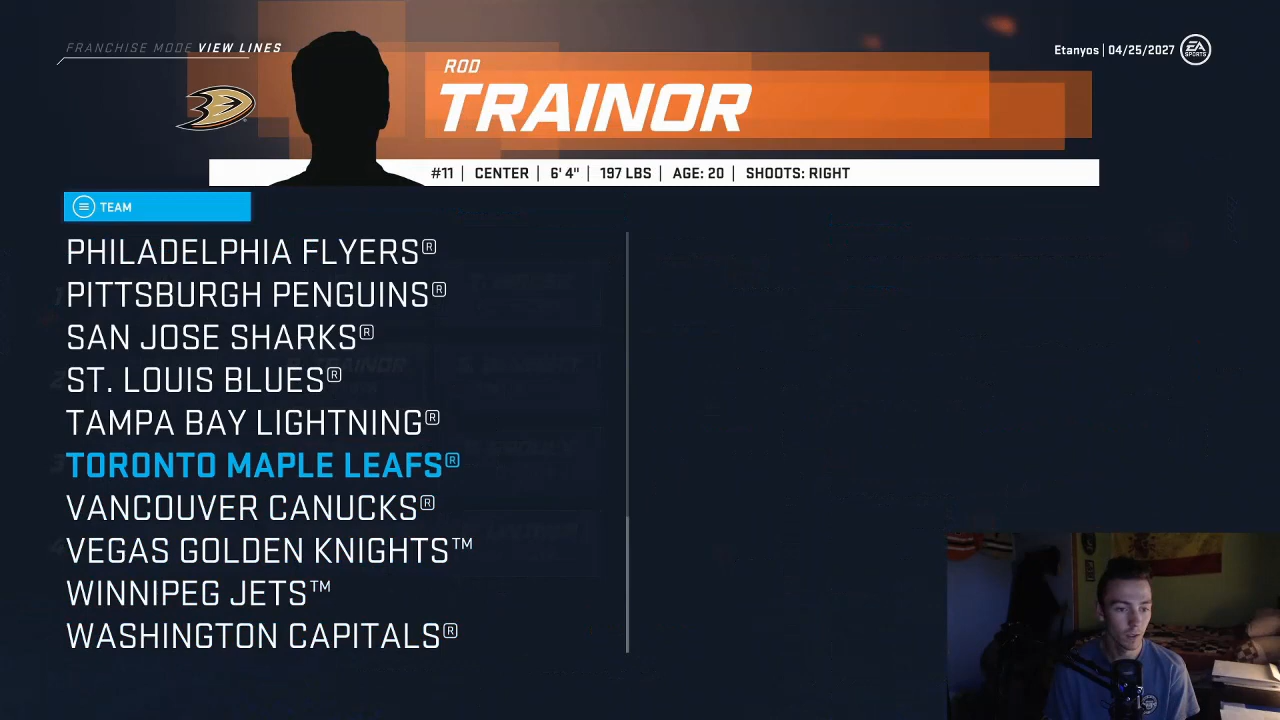 FRANCHISE MODE VIEW LINES
Etanyos | 04/25/2027
EA SPORTS
ROD
TRAINOR
#11 | CENTER | 6' 4" | 197 LBS | AGE: 20 | SHOOTS: RIGHT
TEAM
PHILADELPHIA FLYERS®
PITTSBURGH PENGUINS®
SAN JOSE SHARKS®
ST. LOUIS BLUES®
TAMPA BAY LIGHTNING®
TORONTO MAPLE LEAFS®
VANCOUVER CANUCKS®
VEGAS GOLDEN KNIGHTS™
WINNIPEG JETS™
WASHINGTON CAPITALS®